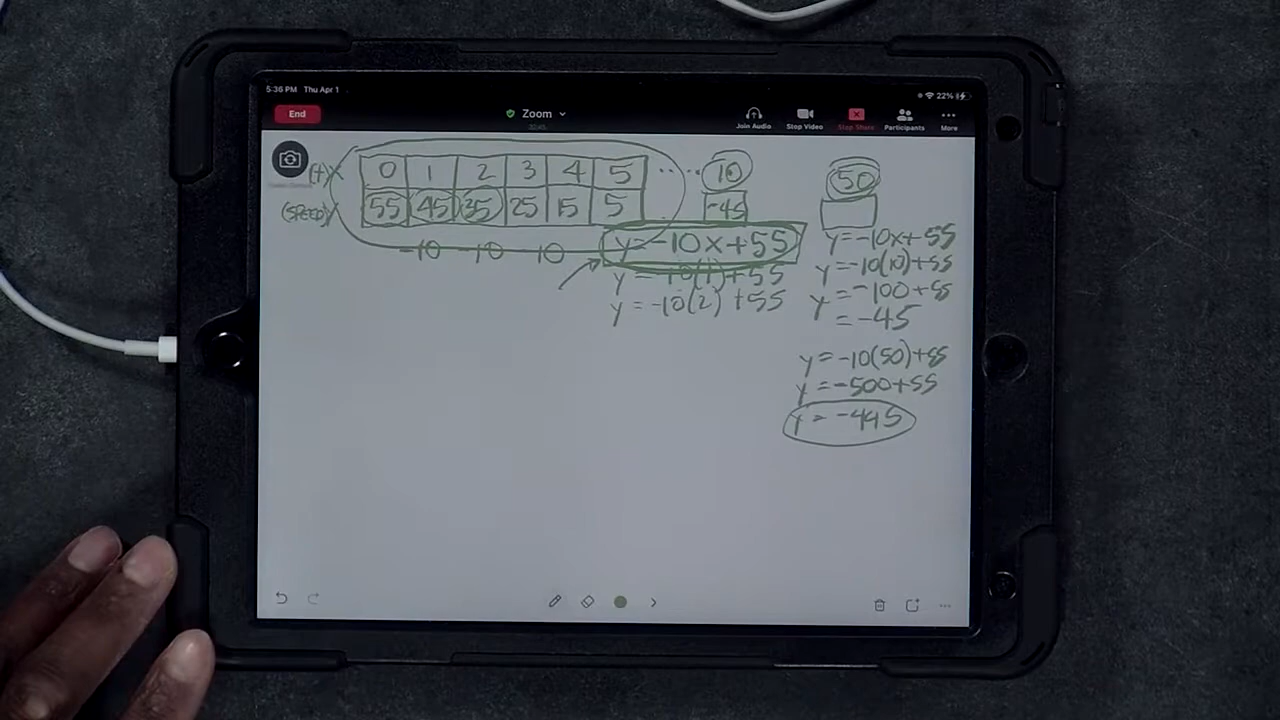 5:36 PM Thu Apr 1
22%
End
Zoom
Join Audio
Stop Video
Stop Share
Participants
More
(t) X 0 1 2 3 4 5 ... 10 50
(SPEED) Y 55 45 35 25 15 5 -45
-10 -10 -10
y = -10x + 55
y = -10(1) + 55
y = -10(2) + 55
y = -10x + 55
y = -10(10) + 55
y = -100 + 55
= -45
y = -10(50) + 55
y = -500 + 55
y = -445